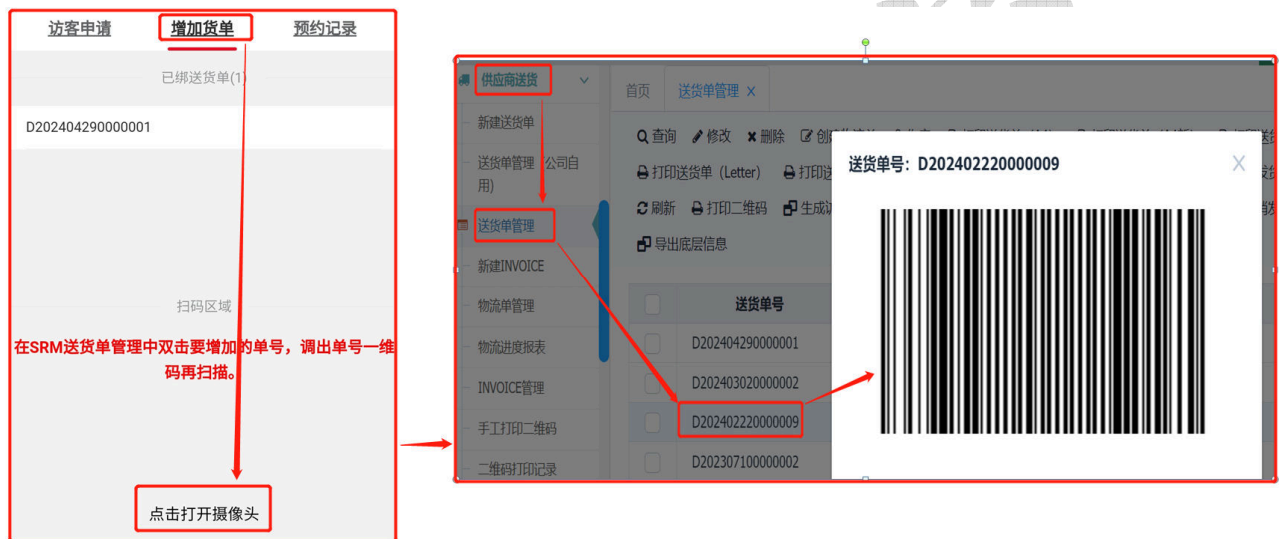 访客申请 增加货单 预约记录
已绑送货单(1)
D202404290000001
扫码区域
在SRM送货单管理中双击要增加的单号，调出单号一维
码再扫描。
点击打开摄像头
供应商送货
新建送货单
送货单管理 公司自
用)
送货单管理
新建INVOICE
物流单管理
物流进度报表
INVOICE管理
手工打印二维码
二维码打印记录
首页 送货单管理 ×
查询 修改 删除
打印送货单（Letter）
刷新 打印二维码
导出底层信息
送货单号
D202404290000001
D202403020000002
D202402220000009
D202307100000002
送货单号：D202402220000009